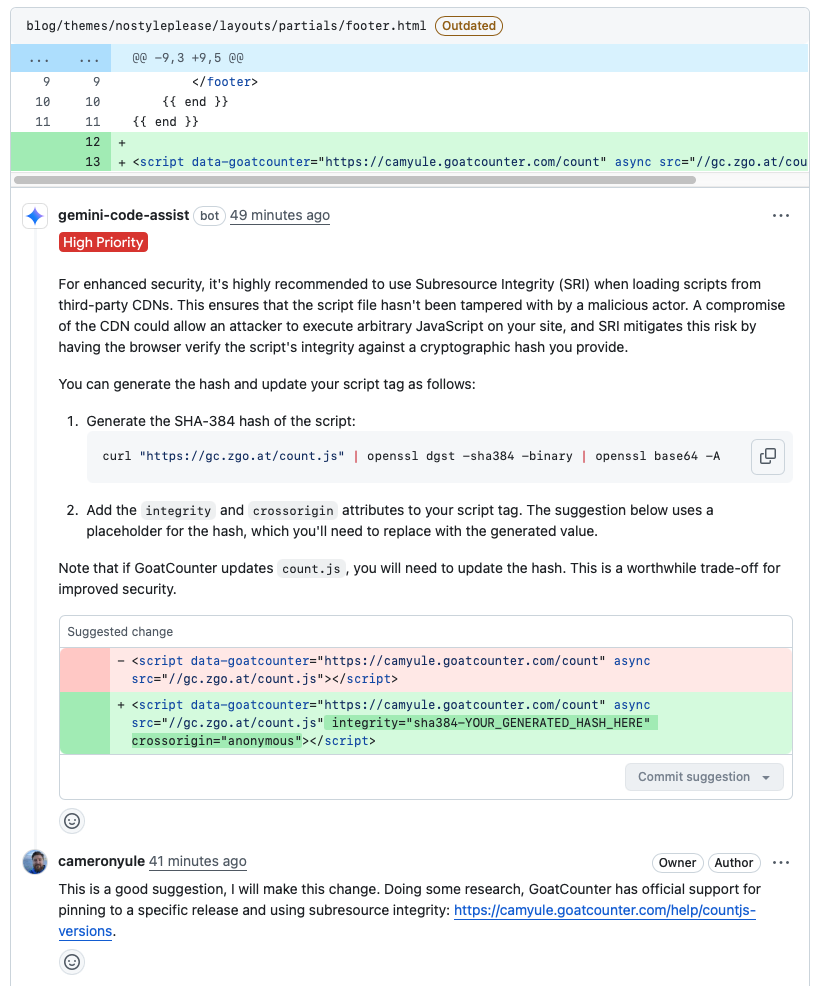 blog/themes/nostyleplease/layouts/partials/footer.html Outdated
... ... @@ -9,3 +9,5 @@
9 9 </footer>
10 10 {{ end }}
11 11 {{ end }}
12 +
13 + <script data-goatcounter="https://camyule.goatcounter.com/count" async src="//gc.zgo.at/cou
gemini-code-assist bot 49 minutes ago ...
High Priority
For enhanced security, it's highly recommended to use Subresource Integrity (SRI) when loading scripts from
third-party CDNs. This ensures that the script file hasn't been tampered with by a malicious actor. A compromise
of the CDN could allow an attacker to execute arbitrary JavaScript on your site, and SRI mitigates this risk by
having the browser verify the script's integrity against a cryptographic hash you provide.
You can generate the hash and update your script tag as follows:
1. Generate the SHA-384 hash of the script:
curl "https://gc.zgo.at/count.js" | openssl dgst -sha384 -binary | openssl base64 -A
2. Add the integrity and crossorigin attributes to your script tag. The suggestion below uses a
placeholder for the hash, which you'll need to replace with the generated value.
Note that if GoatCounter updates count.js, you will need to update the hash. This is a worthwhile trade-off for
improved security.
Suggested change
- <script data-goatcounter="https://camyule.goatcounter.com/count" async
src="//gc.zgo.at/count.js"></script>
+ <script data-goatcounter="https://camyule.goatcounter.com/count" async
src="//gc.zgo.at/count.js" integrity="sha384-YOUR_GENERATED_HASH_HERE"
crossorigin="anonymous"></script>
Commit suggestion
cameronyule 41 minutes ago Owner Author ...
This is a good suggestion, I will make this change. Doing some research, GoatCounter has official support for
pinning to a specific release and using subresource integrity: https://camyule.goatcounter.com/help/countjs-
versions.